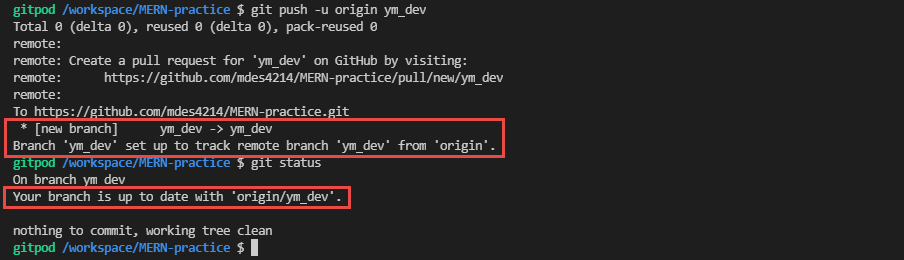 gitpod /workspace/MERN-practice $ git push -u origin ym_dev
Total 0 (delta 0), reused 0 (delta 0), pack-reused 0
remote:
remote: Create a pull request for 'ym_dev' on GitHub by visiting:
remote:      https://github.com/mdes4214/MERN-practice/pull/new/ym_dev
remote:
To https://github.com/mdes4214/MERN-practice.git
 * [new branch]      ym_dev -> ym_dev
Branch 'ym_dev' set up to track remote branch 'ym_dev' from 'origin'.
gitpod /workspace/MERN-practice $ git status
On branch ym_dev
Your branch is up to date with 'origin/ym_dev'.

nothing to commit, working tree clean
gitpod /workspace/MERN-practice $